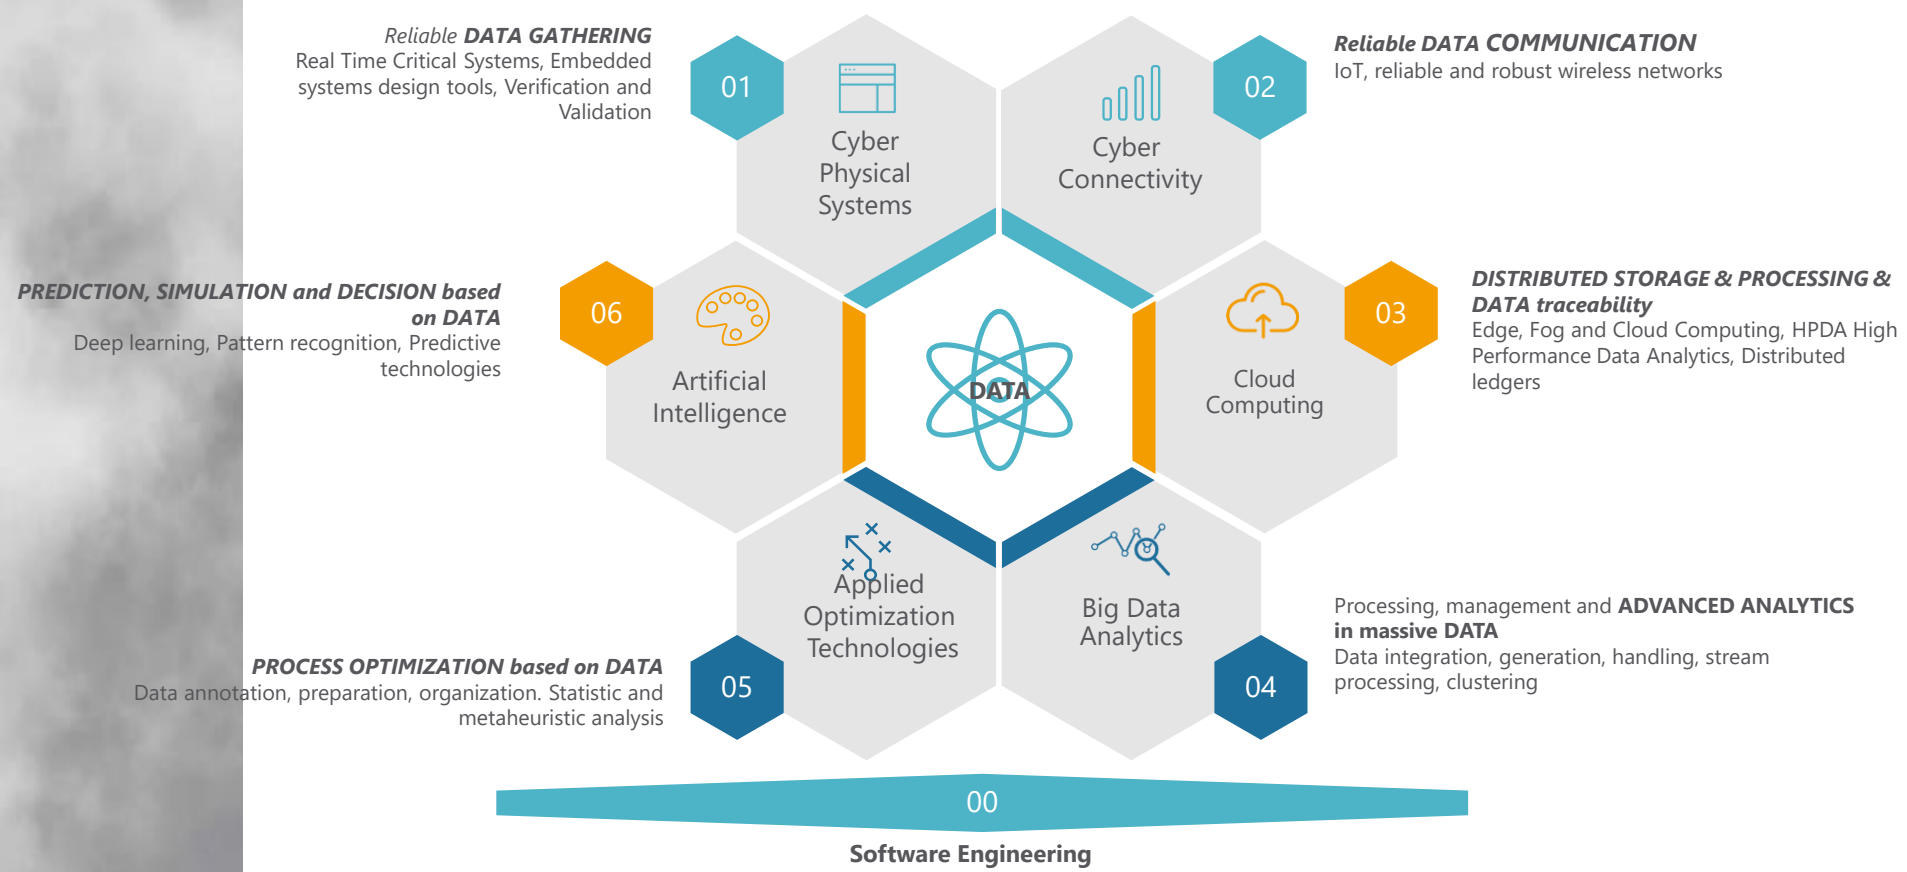 Reliable DATA GATHERING
Real Time Critical Systems, Embedded
systems design tools, Verification and
Validation
01
Cyber
Physical
Systems
02
Cyber
Connectivity
Reliable DATA COMMUNICATION
IoT, reliable and robust wireless networks
PREDICTION, SIMULATION and DECISION based
on DATA
Deep learning, Pattern recognition, Predictive
technologies
06
Artificial
Intelligence
DATA
03
Cloud
Computing
DISTRIBUTED STORAGE & PROCESSING &
DATA traceability
Edge, Fog and Cloud Computing, HPDA High
Performance Data Analytics, Distributed
ledgers
PROCESS OPTIMIZATION based on DATA
Data annotation, preparation, organization. Statistic and
metaheuristic analysis
05
Applied
Optimization
Technologies
Big Data
Analytics
04
Processing, management and ADVANCED ANALYTICS
in massive DATA
Data integration, generation, handling, stream
processing, clustering
00
Software Engineering